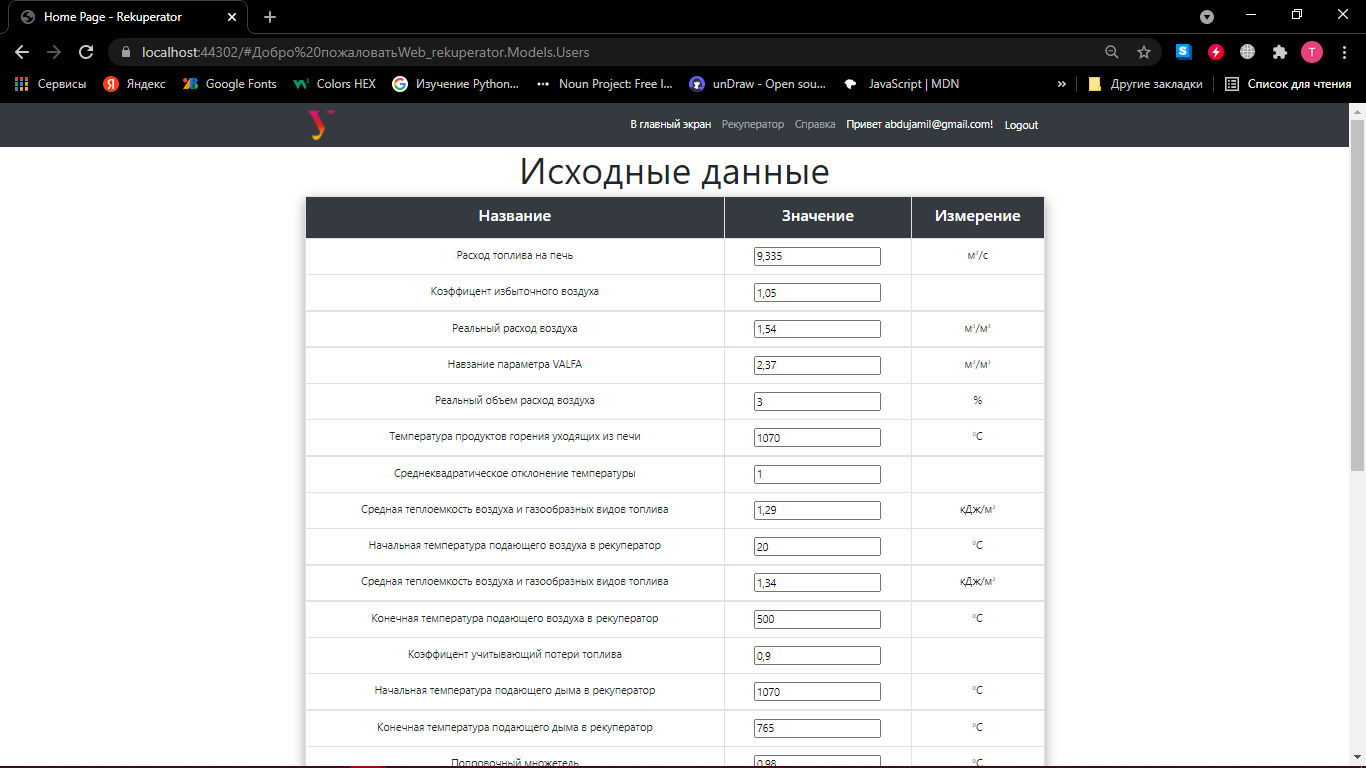 Home Page - Rekuperator
localhost:44302/#Добро%20пожаловатьWeb_rekuperator.Models.Users
Сервисы Яндекс Google Fonts Colors HEX Изучение Python... Noun Project: Free I... unDraw - Open sou... JavaScript | MDN » Другие закладки Список для чтения
В главный экран Рекуператор Справка Привет abdujamil@gmail.com! Logout
Исходные данные
Название Значение Измерение
Расход топлива на печь 9,335 м³/с
Коэффицент избыточного воздуха 1,05
Реальный расход воздуха 1,54 м³/м³
Навзание параметра VALFA 2,37 м³/м³
Реальный объем расход воздуха 3 %
Температура продуктов горения уходящих из печи 1070 °C
Среднеквадратическое отклонение температуры 1
Средная теплоемкость воздуха и газообразных видов топлива 1,29 кДж/м³
Начальная температура подающего воздуха в рекуператор 20 °C
Средная теплоемкость воздуха и газообразных видов топлива 1,34 кДж/м³
Конечная температура подающего воздуха в рекуператор 500 °C
Коэффицент учитывающий потери топлива 0,9
Начальная температура подающего дыма в рекуператор 1070 °C
Конечная температура подающего дыма в рекуператор 765 °C
Попровочный множетель 0,98 °C